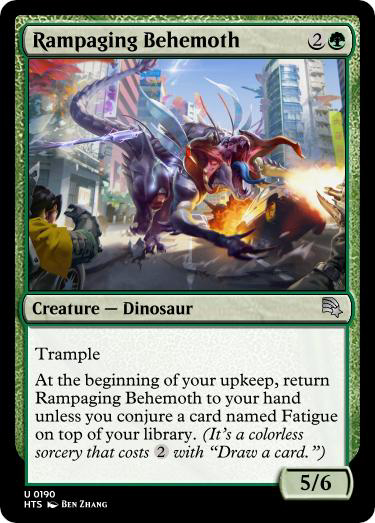 Rampaging Behemoth 2
Creature — Dinosaur
Trample
At the beginning of your upkeep, return
Rampaging Behemoth to your hand
unless you conjure a card named Fatigue
on top of your library. (It's a colorless
sorcery that costs 2 with “Draw a card.”)
5/6
U 0190
HTS BEN ZHANG